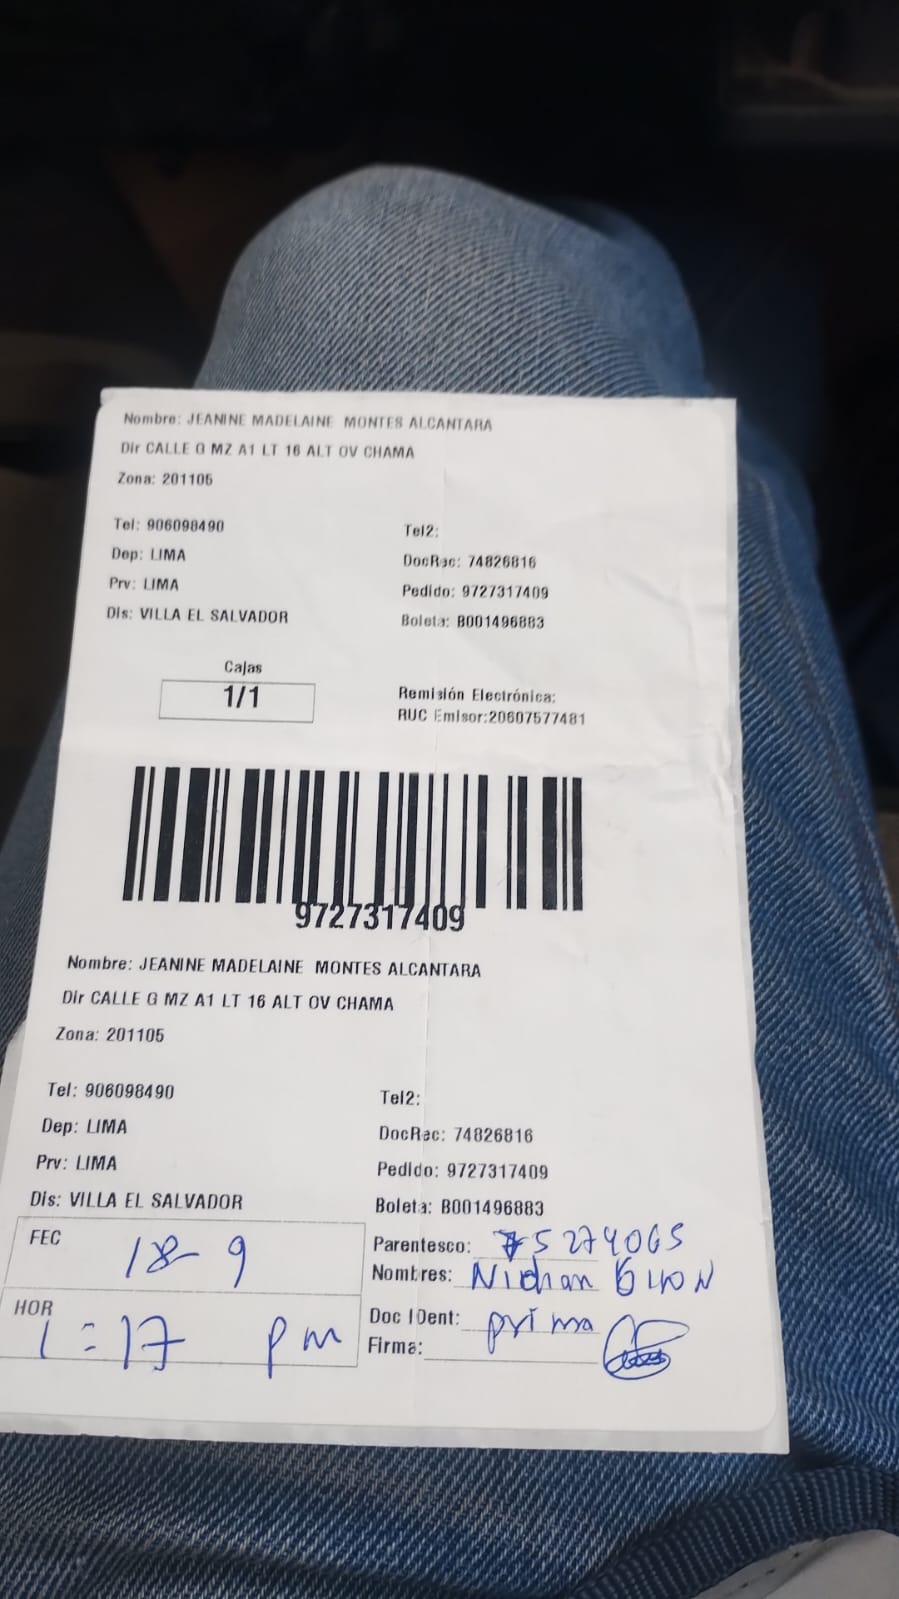 Nombre: JEANINE MADELAINE MONTES ALCANTARA
Dir CALLE G MZ A1 LT 16 ALT OV CHAMA
Zona: 201105
Tel: 906098490
Tel2:
Dep: LIMA
DocRec: 74826816
Prv: LIMA
Pedido: 9727317409
Dis: VILLA EL SALVADOR
Boleta: B001496883
Cajas
1/1
Remisión Electrónica:
RUC Emisor:20607577481
9727317409
Nombre: JEANINE MADELAINE MONTES ALCANTARA
Dir CALLE G MZ A1 LT 16 ALT OV CHAMA
Zona: 201105
Tel: 906098490
Tel2:
Dep: LIMA
DocRec: 74826816
Prv: LIMA
Pedido: 9727317409
Dis: VILLA EL SALVADOR
Boleta: B001496883
FEC 18-9
Parentesco: 75274065
Nombres:
HOR 1:17 pm
Doc IDent: prima
Firma: